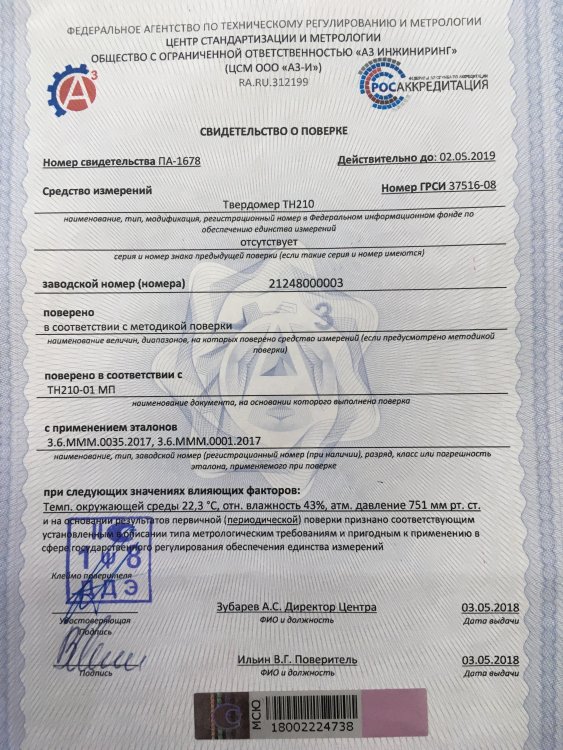 ФЕДЕРАЛЬНОЕ АГЕНТСТВО ПО ТЕХНИЧЕСКОМУ РЕГУЛИРОВАНИЮ И МЕТРОЛОГИИ
ЦЕНТР СТАНДАРТИЗАЦИИ И МЕТРОЛОГИИ
ОБЩЕСТВО С ОГРАНИЧЕННОЙ ОТВЕТСТВЕННОСТЬЮ «АЗ ИНЖИНИРИНГ»
(ЦСМ ООО «АЗ-И»)
RA.RU.312199
А3
ФЕДЕРАЛЬНАЯ СЛУЖБА ПО АККРЕДИТАЦИИ
РОСАККРЕДИТАЦИЯ
СВИДЕТЕЛЬСТВО О ПОВЕРКЕ
Номер свидетельства ПА-1678 Действительно до: 02.05.2019
Средство измерений Номер ГРСИ 37516-08
Твердомер ТН210
наименование, тип, модификация, регистрационный номер в Федеральном информационном фонде по
обеспечению единства измерений
отсутствует
серия и номер знака предыдущей поверки (если такие серия и номер имеются)
заводской номер (номера) 21248000003
поверено
в соответствии с методикой поверки
наименование величин, диапазонов, на которых поверено средство измерений (если предусмотрено методикой
поверки)
поверено в соответствии с
ТН210-01 МП
наименование документа, на основании которого выполнена поверка
с применением эталонов
3.6.МММ.0035.2017, 3.6.МММ.0001.2017
наименование, тип, заводской номер (регистрационный номер (при наличии), разряд, класс или погрешность
эталона, применяемого при поверке
при следующих значениях влияющих факторов:
Темп. окружающей среды 22,3 °С, отн. влажность 43%, атм. давление 751 мм рт. ст.
и на основании результатов первичной (периодической) поверки признано соответствующим
установленным в описании типа метрологическим требованиям и пригодным к применению в
сфере государственного регулирования обеспечения единства измерений
Клеймо поверителя
1 8
ДДЭ
Зубарев А.С. Директор Центра 03.05.2018
Удостоверяющая ФИО и должность Дата выдачи
Подпись
Ильин В.Г. Поверитель 03.05.2018
Подпись ФИО и должность Дата выдачи
МСЮ
18002224738